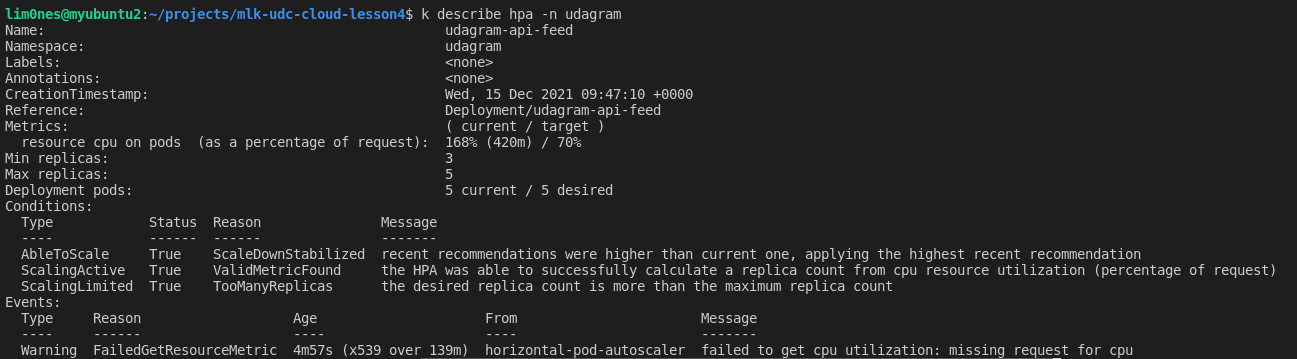 lim0nes@myubuntu2:~/projects/mlk-udc-cloud-lesson4$ k describe hpa -n udagram
Name: udagram-api-feed
Namespace: udagram
Labels: <none>
Annotations: <none>
CreationTimestamp: Wed, 15 Dec 2021 09:47:10 +0000
Reference: Deployment/udagram-api-feed
Metrics: ( current / target )
  resource cpu on pods  (as a percentage of request): 168% (420m) / 70%
Min replicas: 3
Max replicas: 5
Deployment pods: 5 current / 5 desired
Conditions:
  Type            Status  Reason               Message
  ----            ------  ------               -------
  AbleToScale     True    ScaleDownStabilized  recent recommendations were higher than current one, applying the highest recent recommendation
  ScalingActive   True    ValidMetricFound     the HPA was able to successfully calculate a replica count from cpu resource utilization (percentage of request)
  ScalingLimited  True    TooManyReplicas      the desired replica count is more than the maximum replica count
Events:
  Type     Reason                   Age                     From                       Message
  ----     ------                   ----                    ----                       -------
  Warning  FailedGetResourceMetric  4m57s (x539 over 139m)  horizontal-pod-autoscaler  failed to get cpu utilization: missing request for cpu